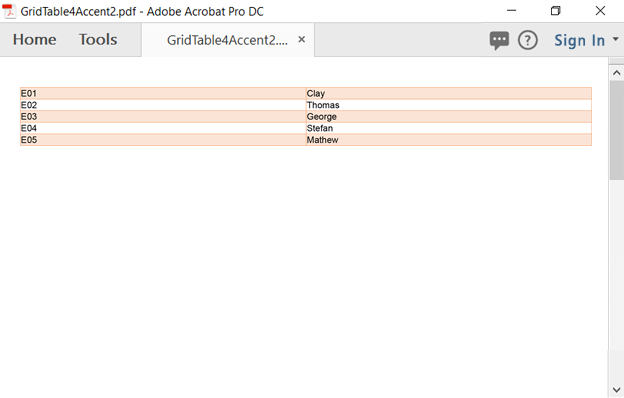 GridTable4Accent2.pdf - Adobe Acrobat Pro DC
Home Tools GridTable4Accent2.... × ? Sign In
E01 Clay
E02 Thomas
E03 George
E04 Stefan
E05 Mathew